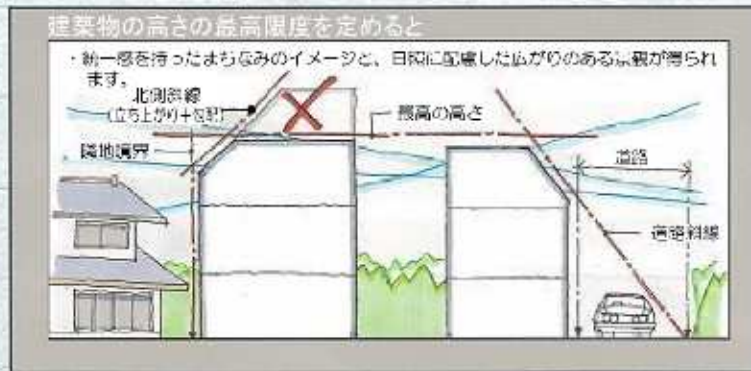 建築物の高さの最高限度を定めると
・統一感を持ったまちなみのイメージと、日照に配慮した広がりのある景観が得られ
ます。
北側斜線
(立ち上がり+勾配)
最高の高さ
隣地境界
道路
道路斜線